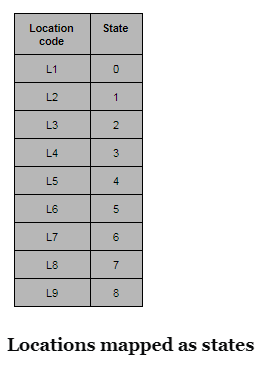 Location code State
L1 0
L2 1
L3 2
L4 3
L5 4
L6 5
L7 6
L8 7
L9 8
Locations mapped as states